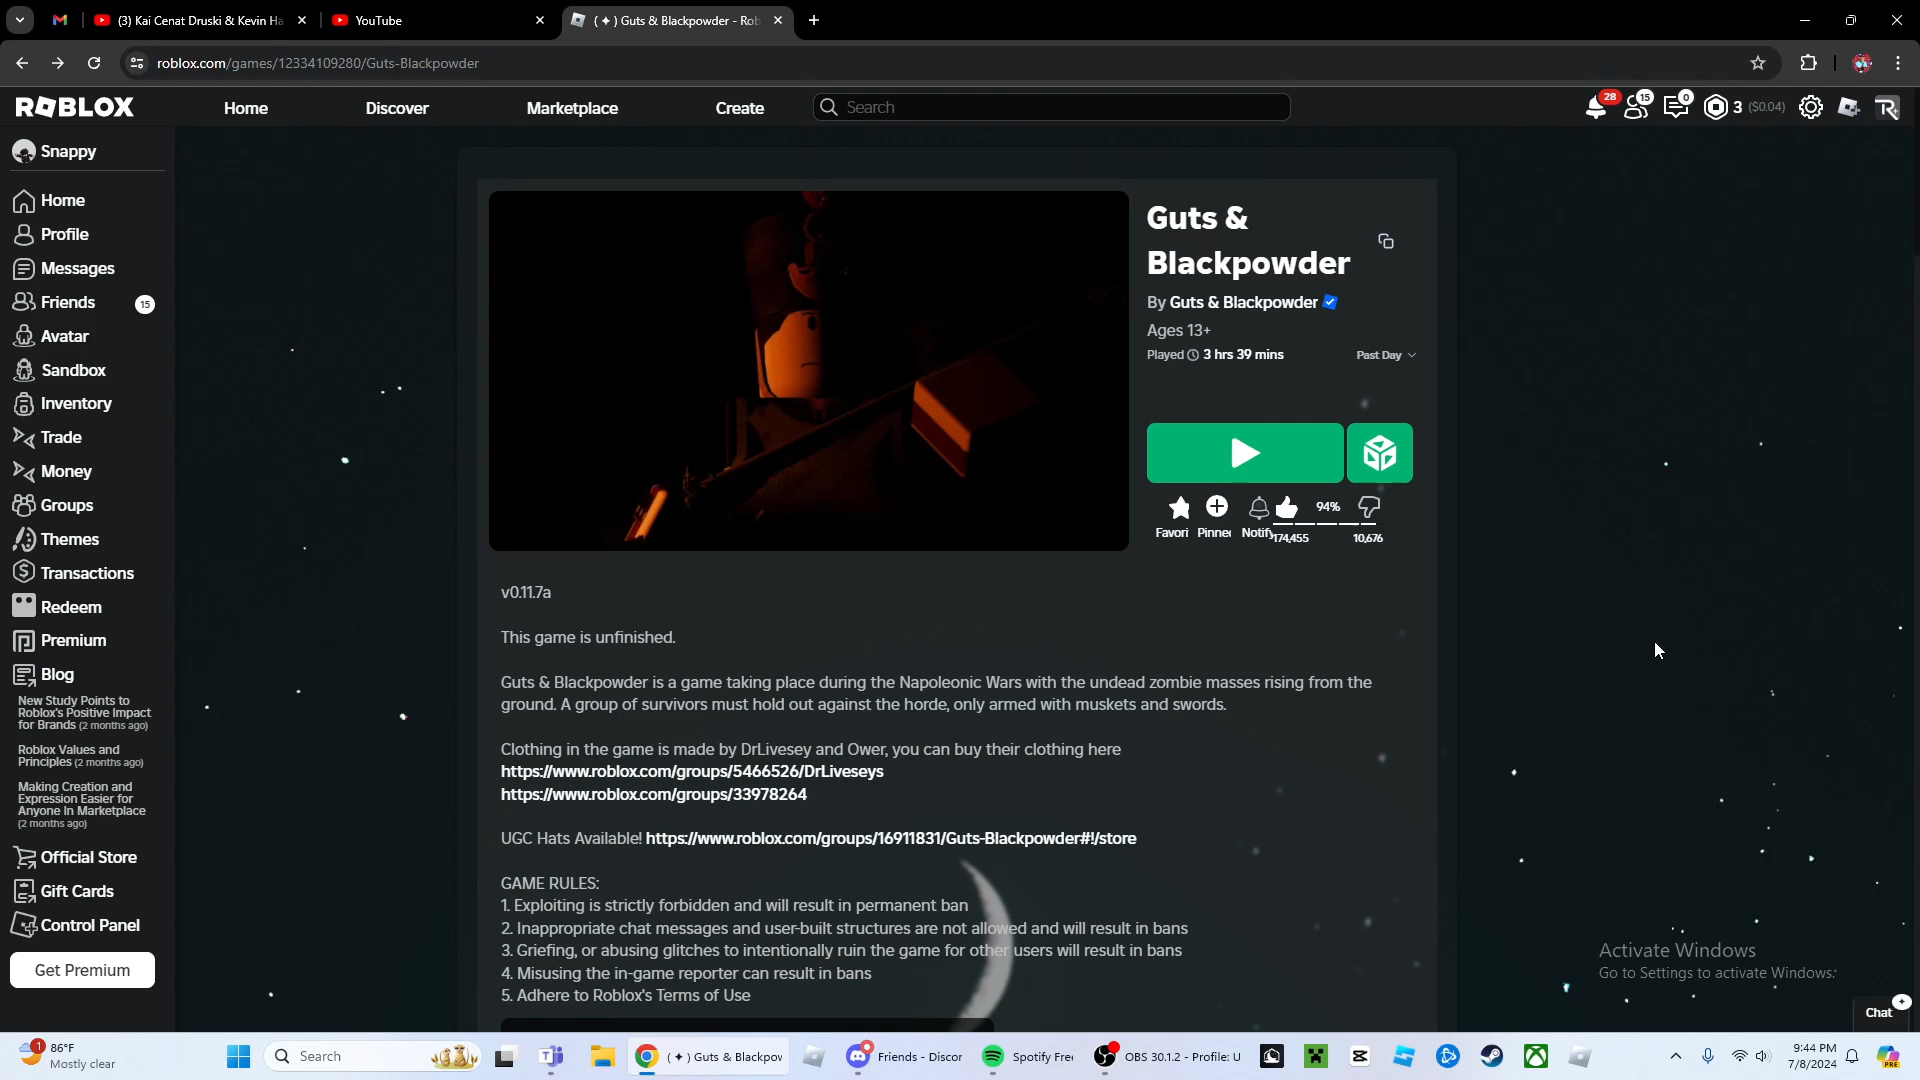 (3) Kai Cenat Druski & Kevin Ha
YouTube
( ✦ ) Guts & Blackpowder - Rob
roblox.com/games/12334109280/Guts-Blackpowder
ROBLOX
Home
Discover
Marketplace
Create
Search
28
15
0
3 ($0.04)
Snappy
Home
Profile
Messages
Friends
15
Avatar
Sandbox
Inventory
Trade
Money
Groups
Themes
Transactions
Redeem
Premium
Blog
New Study Points to
Roblox's Positive Impact
for Brands (2 months ago)
Roblox Values and
Principles (2 months ago)
Making Creation and
Expression Easier for
Anyone in Marketplace
(2 months ago)
Official Store
Gift Cards
Control Panel
Get Premium
Guts &
Blackpowder
By Guts & Blackpowder
Ages 13+
Played 3 hrs 39 mins
Past Day
94%
Favori
Pinned
Notify
174,455
10,676
v0.11.7a
This game is unfinished.
Guts & Blackpowder is a game taking place during the Napoleonic Wars with the undead zombie masses rising from the
ground. A group of survivors must hold out against the horde, only armed with muskets and swords.
Clothing in the game is made by DrLivesey and Ower, you can buy their clothing here
https://www.roblox.com/groups/5466526/DrLiveseys
https://www.roblox.com/groups/33978264
UGC Hats Available! https://www.roblox.com/groups/16911831/Guts-Blackpowder#!/store
GAME RULES:
1. Exploiting is strictly forbidden and will result in permanent ban
2. Inappropriate chat messages and user-built structures are not allowed and will result in bans
3. Griefing, or abusing glitches to intentionally ruin the game for other users will result in bans
4. Misusing the in-game reporter can result in bans
5. Adhere to Roblox's Terms of Use
Activate Windows
Go to Settings to activate Windows.
Chat
1
86°F
Mostly clear
Search
( ✦ ) Guts & Blackpow
Friends - Discor
Spotify Free
OBS 30.1.2 - Profile: U
9:44 PM
7/8/2024
PRE